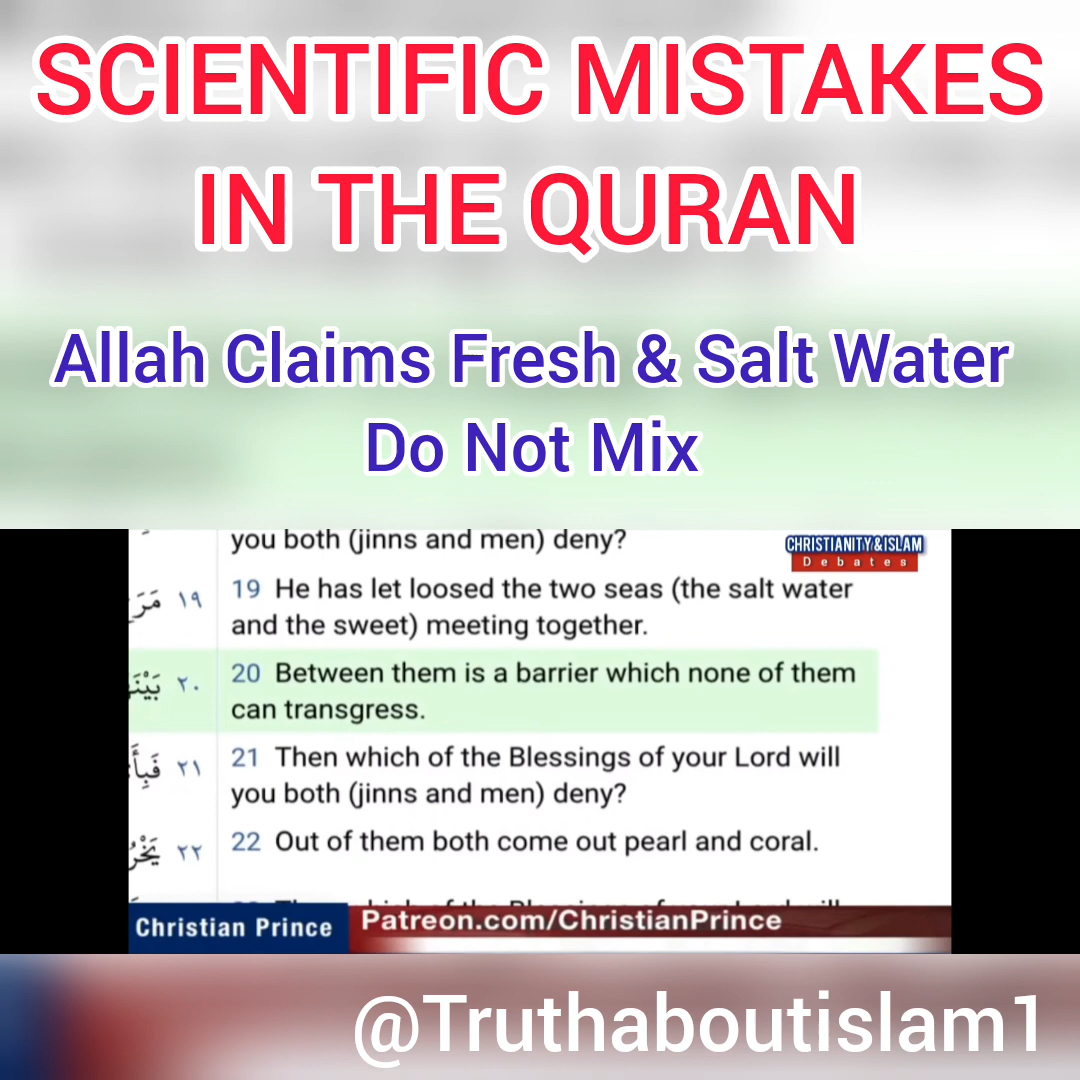 SCIENTIFIC MISTAKES
IN THE QURAN
Allah Claims Fresh & Salt Water
Do Not Mix
you both (jinns and men) deny?
CHRISTIANITY & ISLAM
Debates
١٩ 19 He has let loosed the two seas (the salt water
and the sweet) meeting together.
٢٠ 20 Between them is a barrier which none of them
can transgress.
٢١ 21 Then which of the Blessings of your Lord will
you both (jinns and men) deny?
٢٢ 22 Out of them both come out pearl and coral.
Christian Prince
Patreon.com/ChristianPrince
@Truthaboutislam1